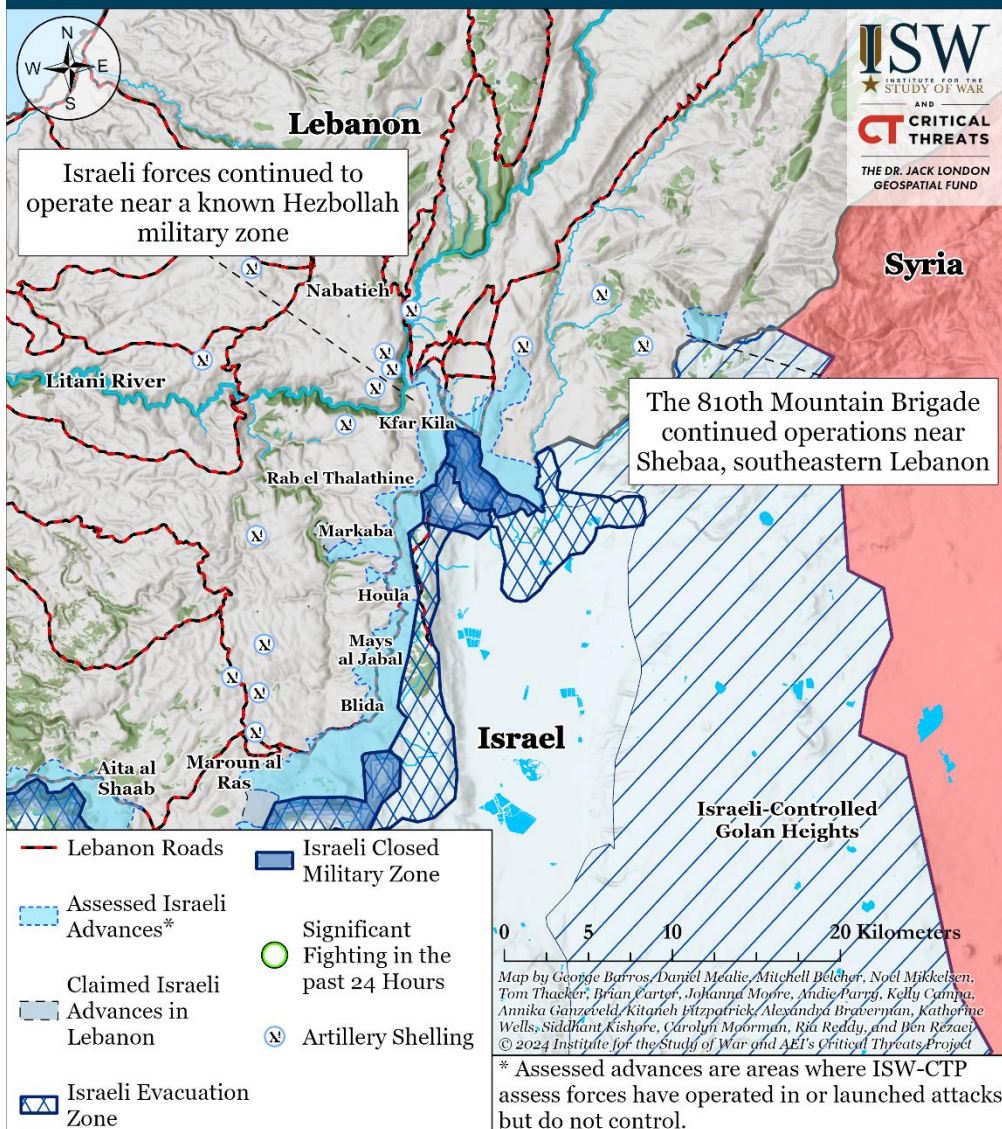 N
W
E
S
ISW
INSTITUTE FOR THE
STUDY OF WAR
AND
CT CRITICAL
THREATS
THE DR. JACK LONDON
GEOSPATIAL FUND
Lebanon
Israeli forces continued to
operate near a known Hezbollah
military zone
Syria
Nabatieh
Litani River
Kfar Kila
The 810th Mountain Brigade
continued operations near
Shebaa, southeastern Lebanon
Rab el Thalathine
Markaba
Houla
Mays
al Jabal
Blida
Israel
Aita al
Shaab
Maroun al
Ras
Israeli-Controlled
Golan Heights
Lebanon Roads
Assessed Israeli
Advances*
Claimed Israeli
Advances in
Lebanon
Israeli Evacuation
Zone
Israeli Closed
Military Zone
Significant
Fighting in the
past 24 Hours
Artillery Shelling
0 5 10 20 Kilometers
Map by George Barros, Daniel Mealie, Mitchell Belcher, Noel Mikkelsen,
Tom Thacker, Brian Carter, Johanna Moore, Andie Parry, Kelly Campa,
Annika Ganzeveld, Kitaneh Fitzpatrick, Alexandra Braverman, Katherine
Wells, Siddhant Kishore, Carolyn Moorman, Ria Reddy, and Ben Rezaei
© 2024 Institute for the Study of War and AEI's Critical Threats Project
* Assessed advances are areas where ISW-CTP
assess forces have operated in or launched attacks
but do not control.